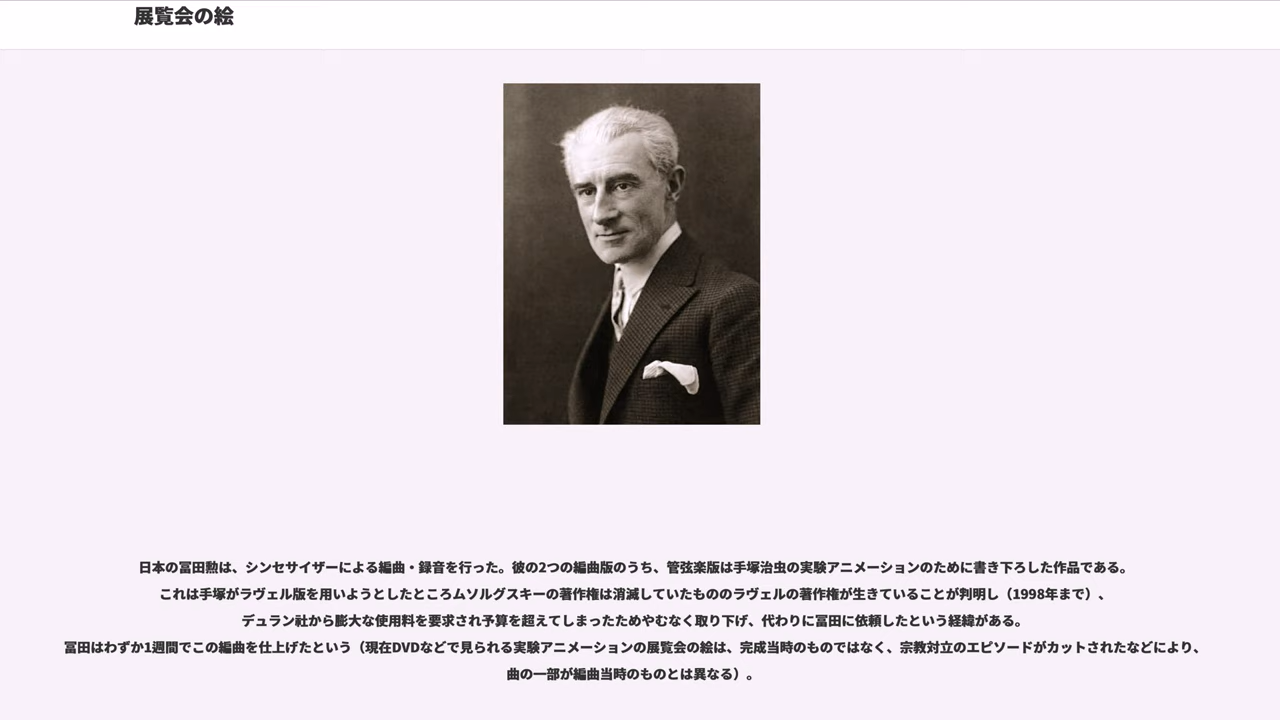 展覧会の絵
日本の冨田勲は、シンセサイザーによる編曲・録音を行った。彼の2つの編曲版のうち、管弦楽版は手塚治虫の実験アニメーションのために書き下ろした作品である。
これは手塚がラヴェル版を用いようとしたところムソルグスキーの著作権は消滅していたもののラヴェルの著作権が生きていることが判明し（1998年まで）、
デュラン社から膨大な使用料を要求され予算を超えてしまったためやむなく取り下げ、代わりに冨田に依頼したという経緯がある。
冨田はわずか1週間でこの編曲を仕上げたという（現在DVDなどで見られる実験アニメーションの展覧会の絵は、完成当時のものではなく、宗教対立のエピソードがカットされたなどにより、
曲の一部が編曲当時のものとは異なる）。